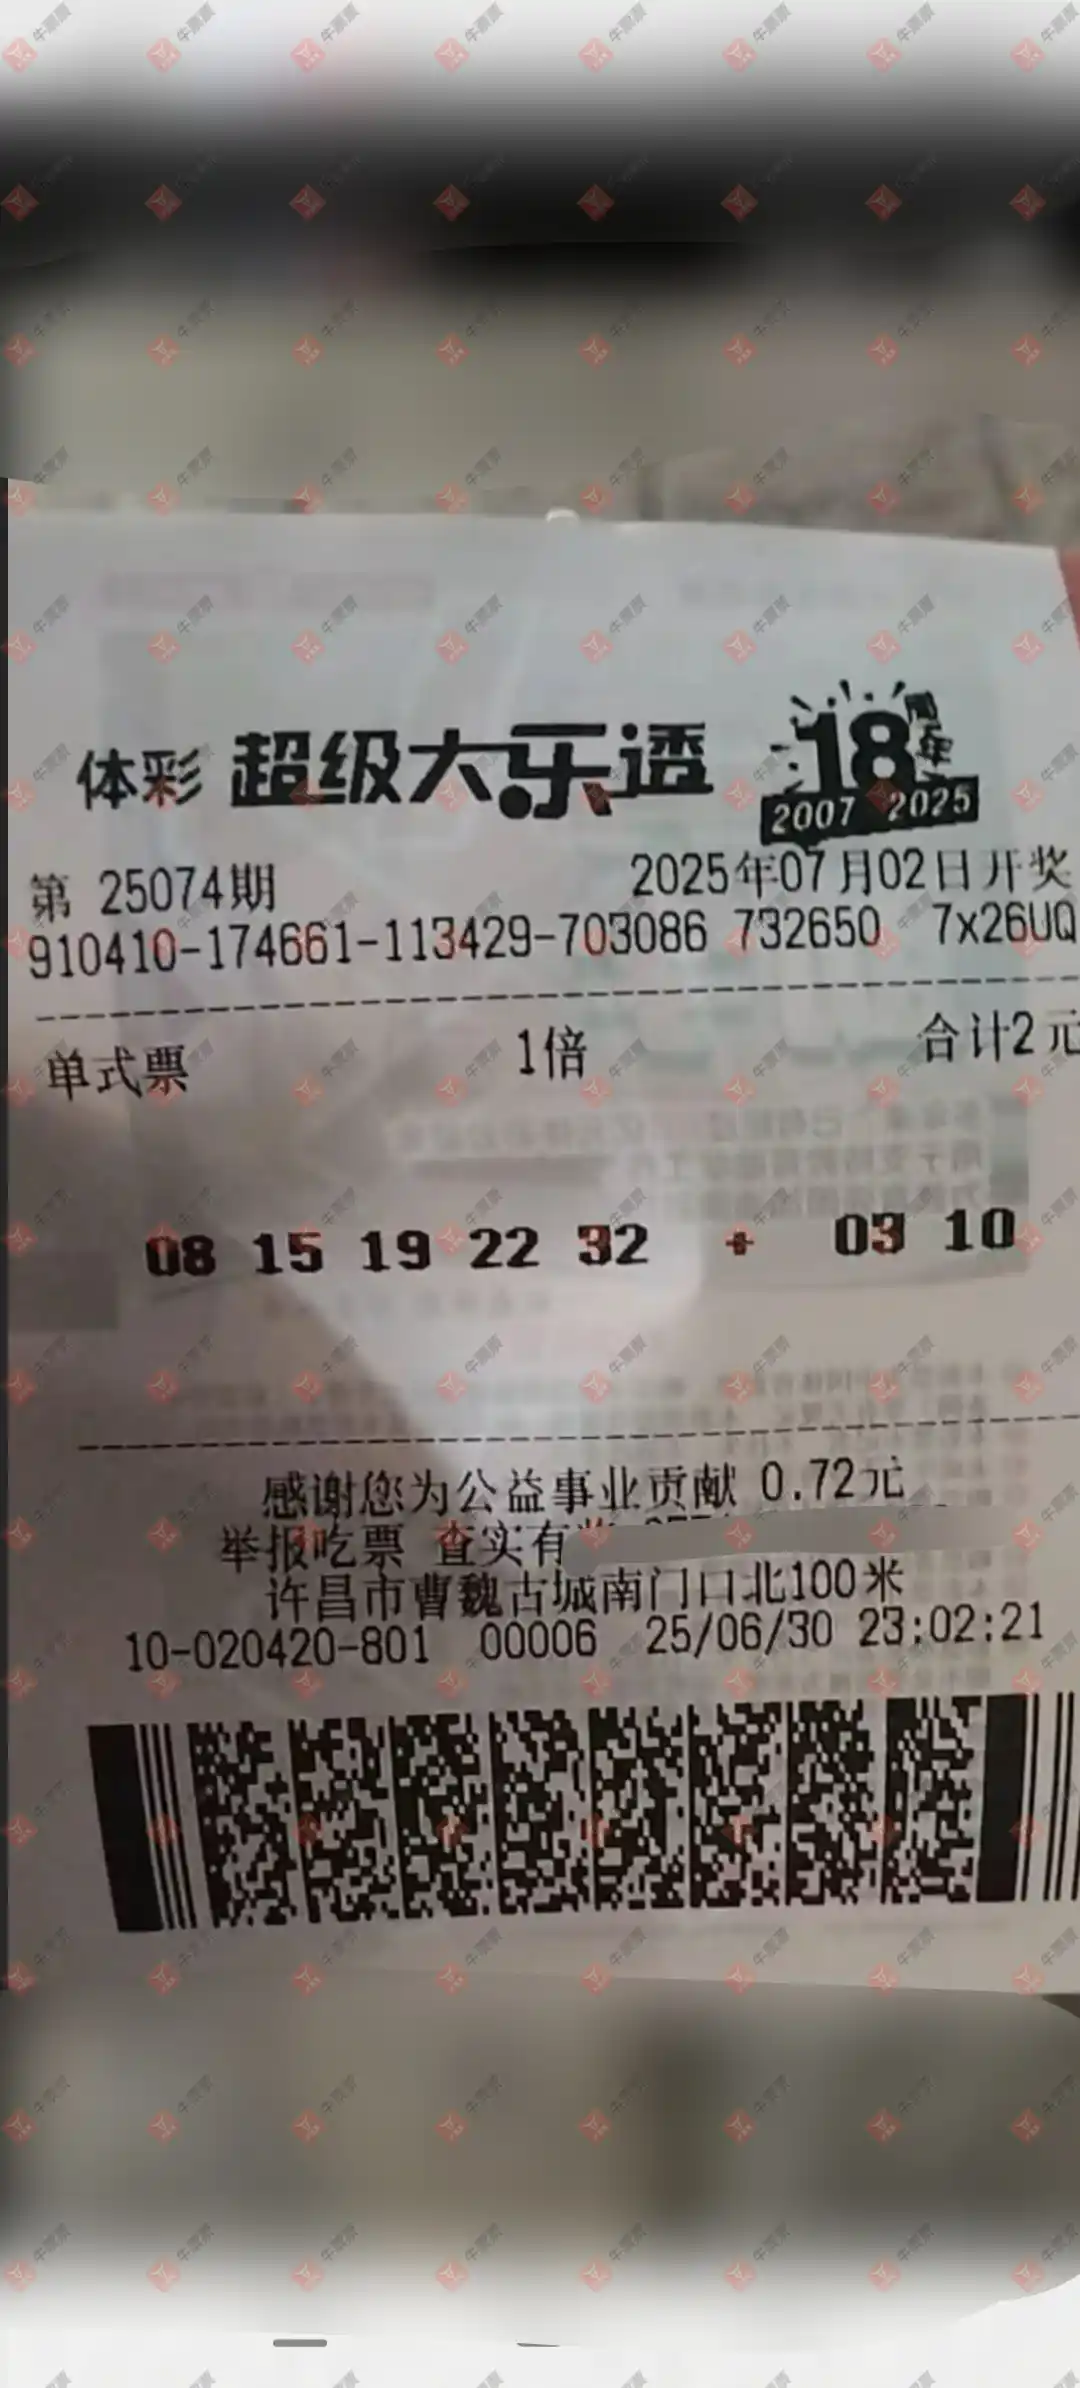 体彩 超级大乐透 18周年
2007 2025
第 25074期 2025年07月02日开奖
910410-174661-113429-703086 732650 7x26UQ
单式票 1倍 合计2元
08 15 19 22 32 + 03 10
感谢您为公益事业贡献 0.72元
举报吃票 查实有
许昌市曹魏古城南门口北100米
10-020420-801 00006 25/06/30 23:02:21